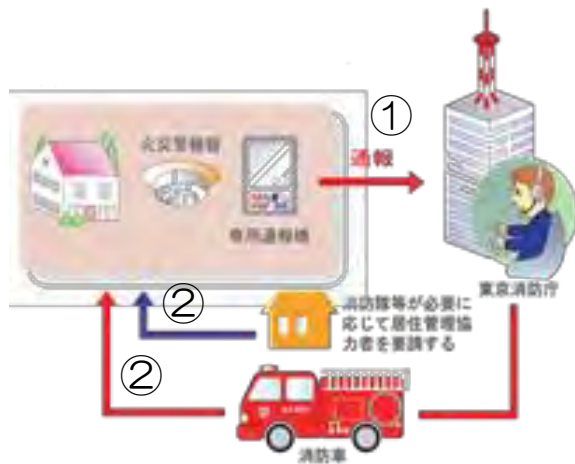 ①
通報
火災警報器
専用通報機
東京消防庁
②
消防隊等が必要に
応じて居住管理協
力者を要請する
②
消防車